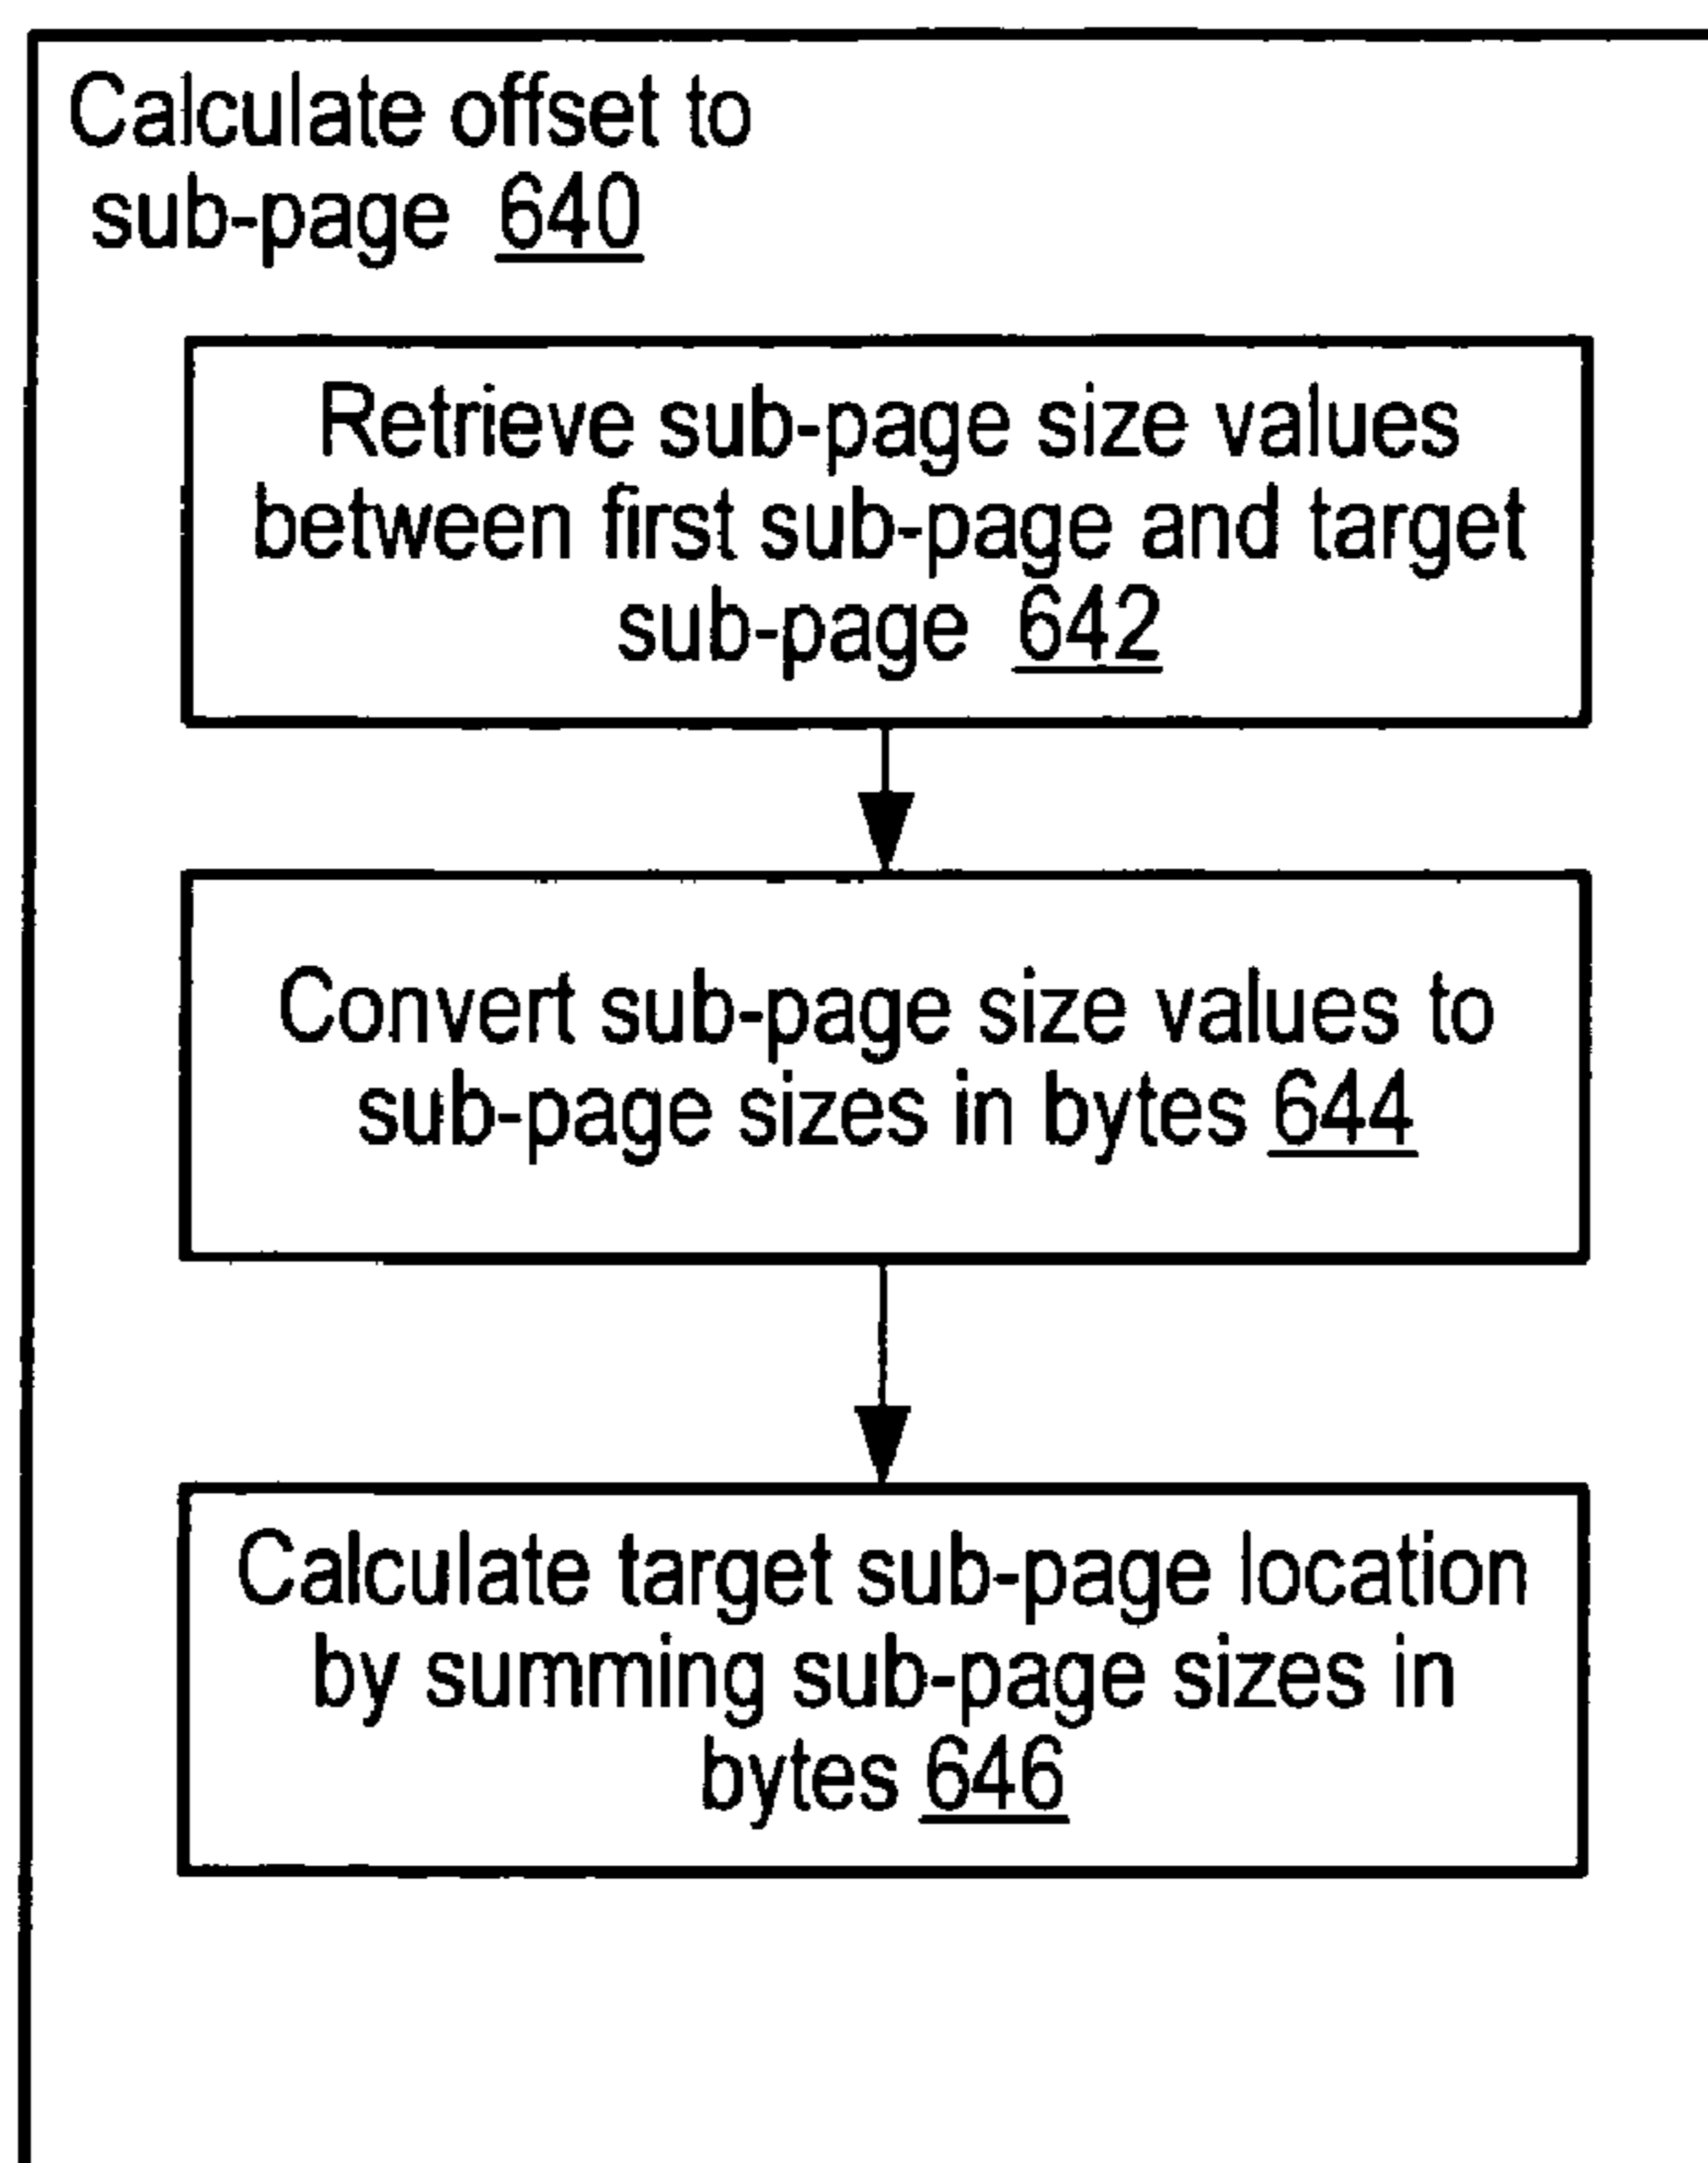 Calculate offset to
sub-page 640
Retrieve sub-page size values
between first sub-page and target
sub-page 642
Convert sub-page size values to
sub-page sizes in bytes 644
Calculate target sub-page location
by summing sub-page sizes in
bytes 646